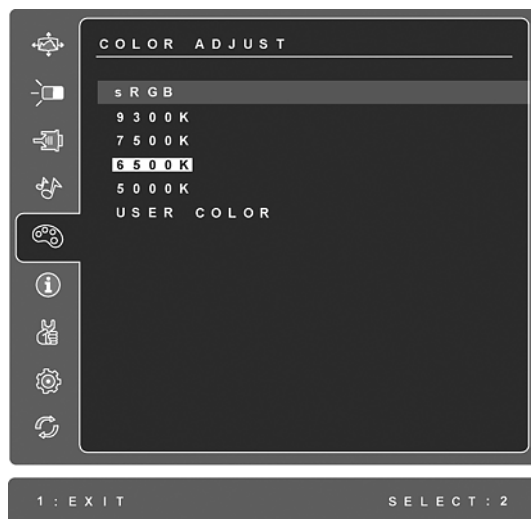 COLOR ADJUST
sRGB
9300K
7500K
6500K
5000K
USER COLOR
1:EXIT SELECT:2